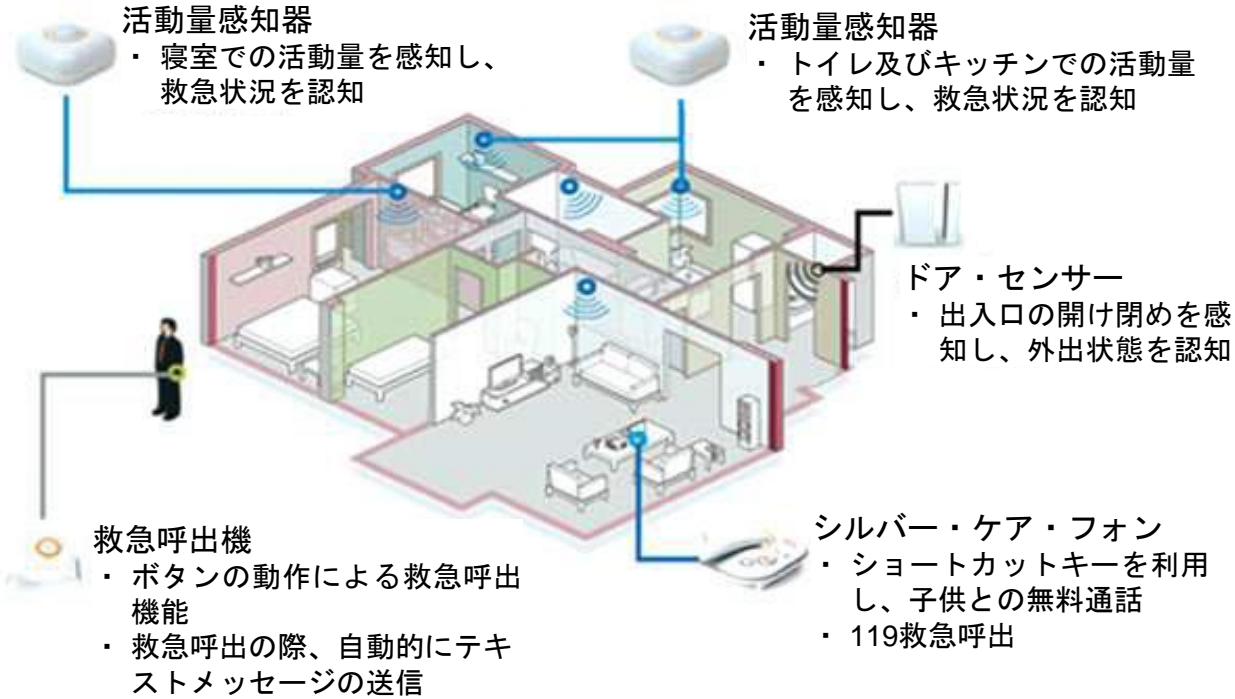 活動量感知器
・ 寝室での活動量を感知し、
救急状況を認知
活動量感知器
・ トイレ及びキッチンでの活動量
を感知し、救急状況を認知
ドア・センサー
・ 出入口の開け閉めを感
知し、外出状態を認知
救急呼出機
・ ボタンの動作による救急呼出
機能
・ 救急呼出の際、自動的にテキ
ストメッセージの送信
シルバー・ケア・フォン
・ ショートカットキーを利用
し、子供との無料通話
・ 119救急呼出